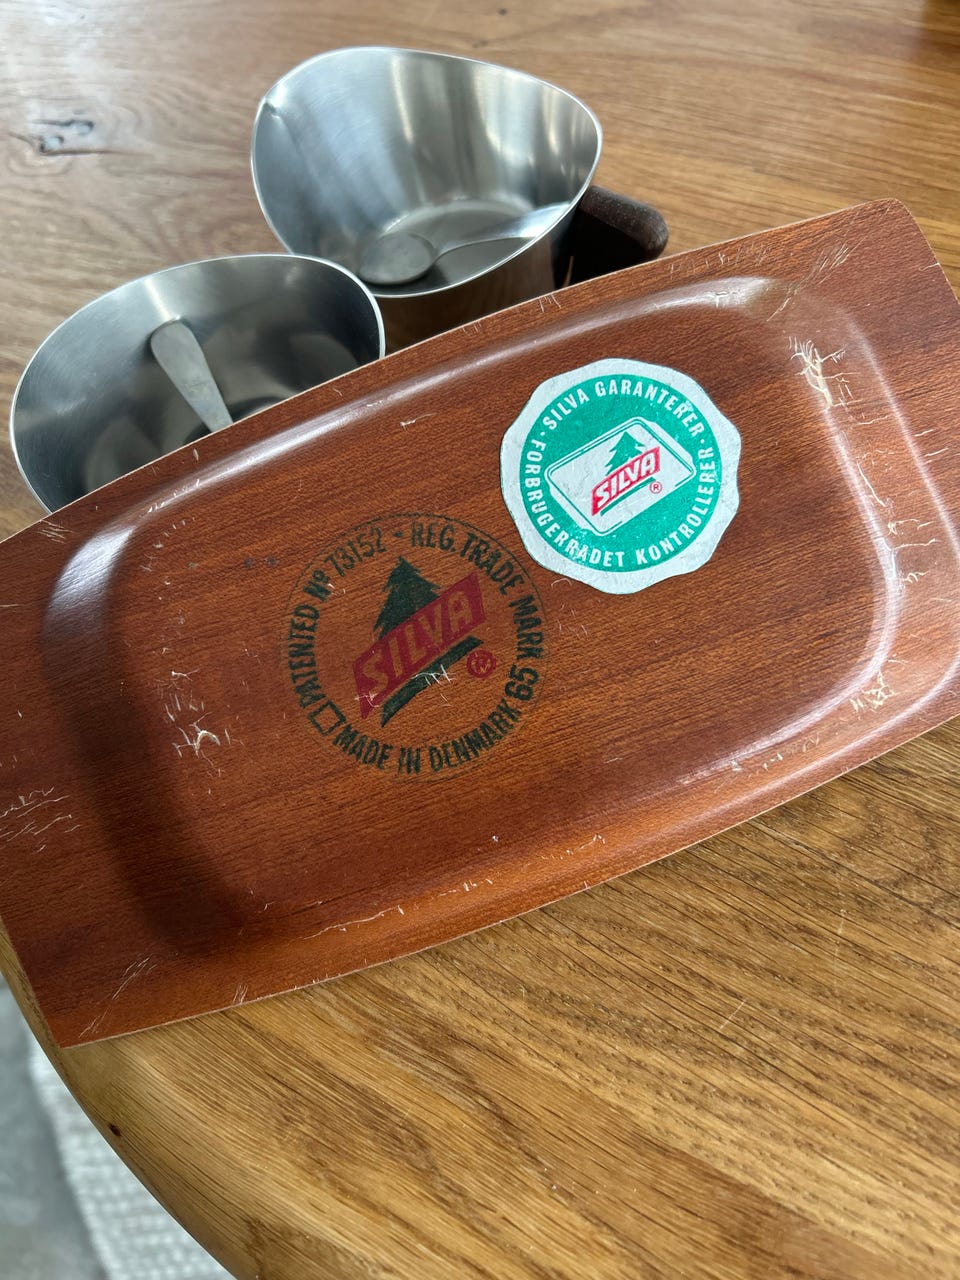 PATENTED Nº 73152 - REG. TRADE MARK
SILVA
®
MADE IN DENMARK 65
· SILVA GARANTERER ·
SILVA
®
FORBRUGERRÅDET KONTROLLERER